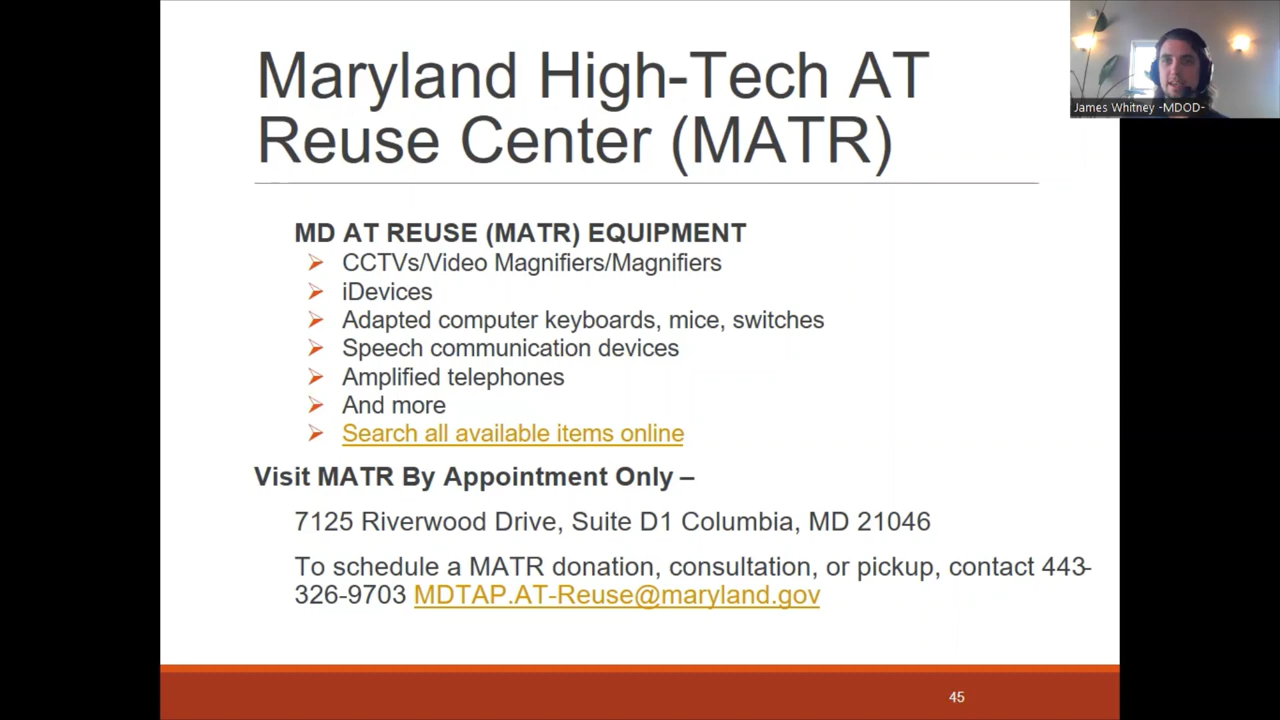 Maryland High-Tech AT
Reuse Center (MATR)
James Whitney -MDOD-
MD AT REUSE (MATR) EQUIPMENT
CCTVs/Video Magnifiers/Magnifiers
iDevices
Adapted computer keyboards, mice, switches
Speech communication devices
Amplified telephones
And more
Search all available items online
Visit MATR By Appointment Only –
7125 Riverwood Drive, Suite D1 Columbia, MD 21046
To schedule a MATR donation, consultation, or pickup, contact 443-
326-9703 MDTAP.AT-Reuse@maryland.gov
45